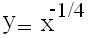 y= x^-1/4